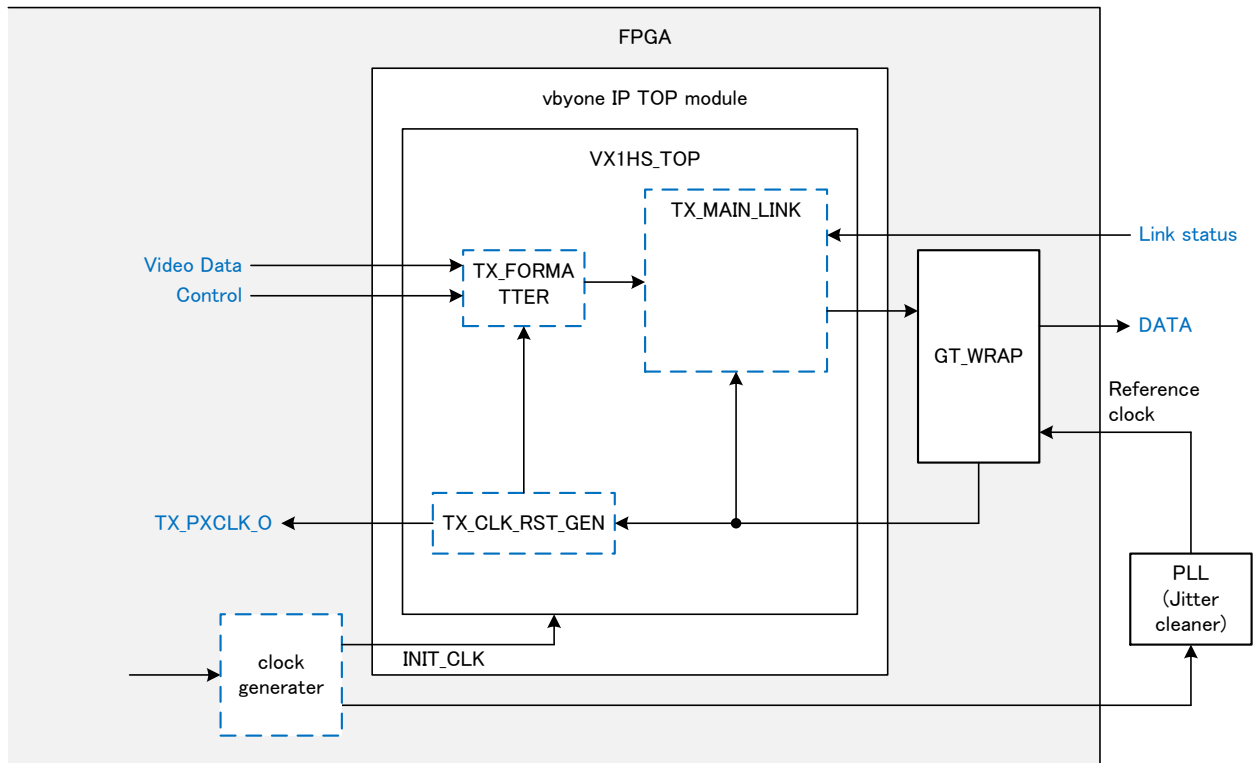 FPGA
vbyone IP TOP module
VX1HS_TOP
TX_MAIN_LINK
Link status
Video Data
Control
TX_FORMA
TTER
DATA
GT_WRAP
Reference
clock
TX_PXCLK_O
TX_CLK_RST_GEN
PLL
(Jitter
cleaner)
INIT_CLK
clock
generater